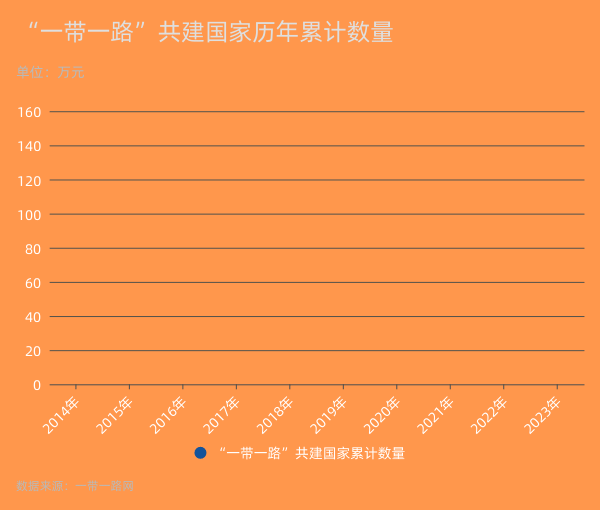 “一带一路”共建国家历年累计数量
单位：万元
160
140
120
100
80
60
40
20
0
2014年
2015年
2016年
2017年
2018年
2019年
2020年
2021年
2022年
2023年
“一带一路”共建国家累计数量
数据来源：一带一路网